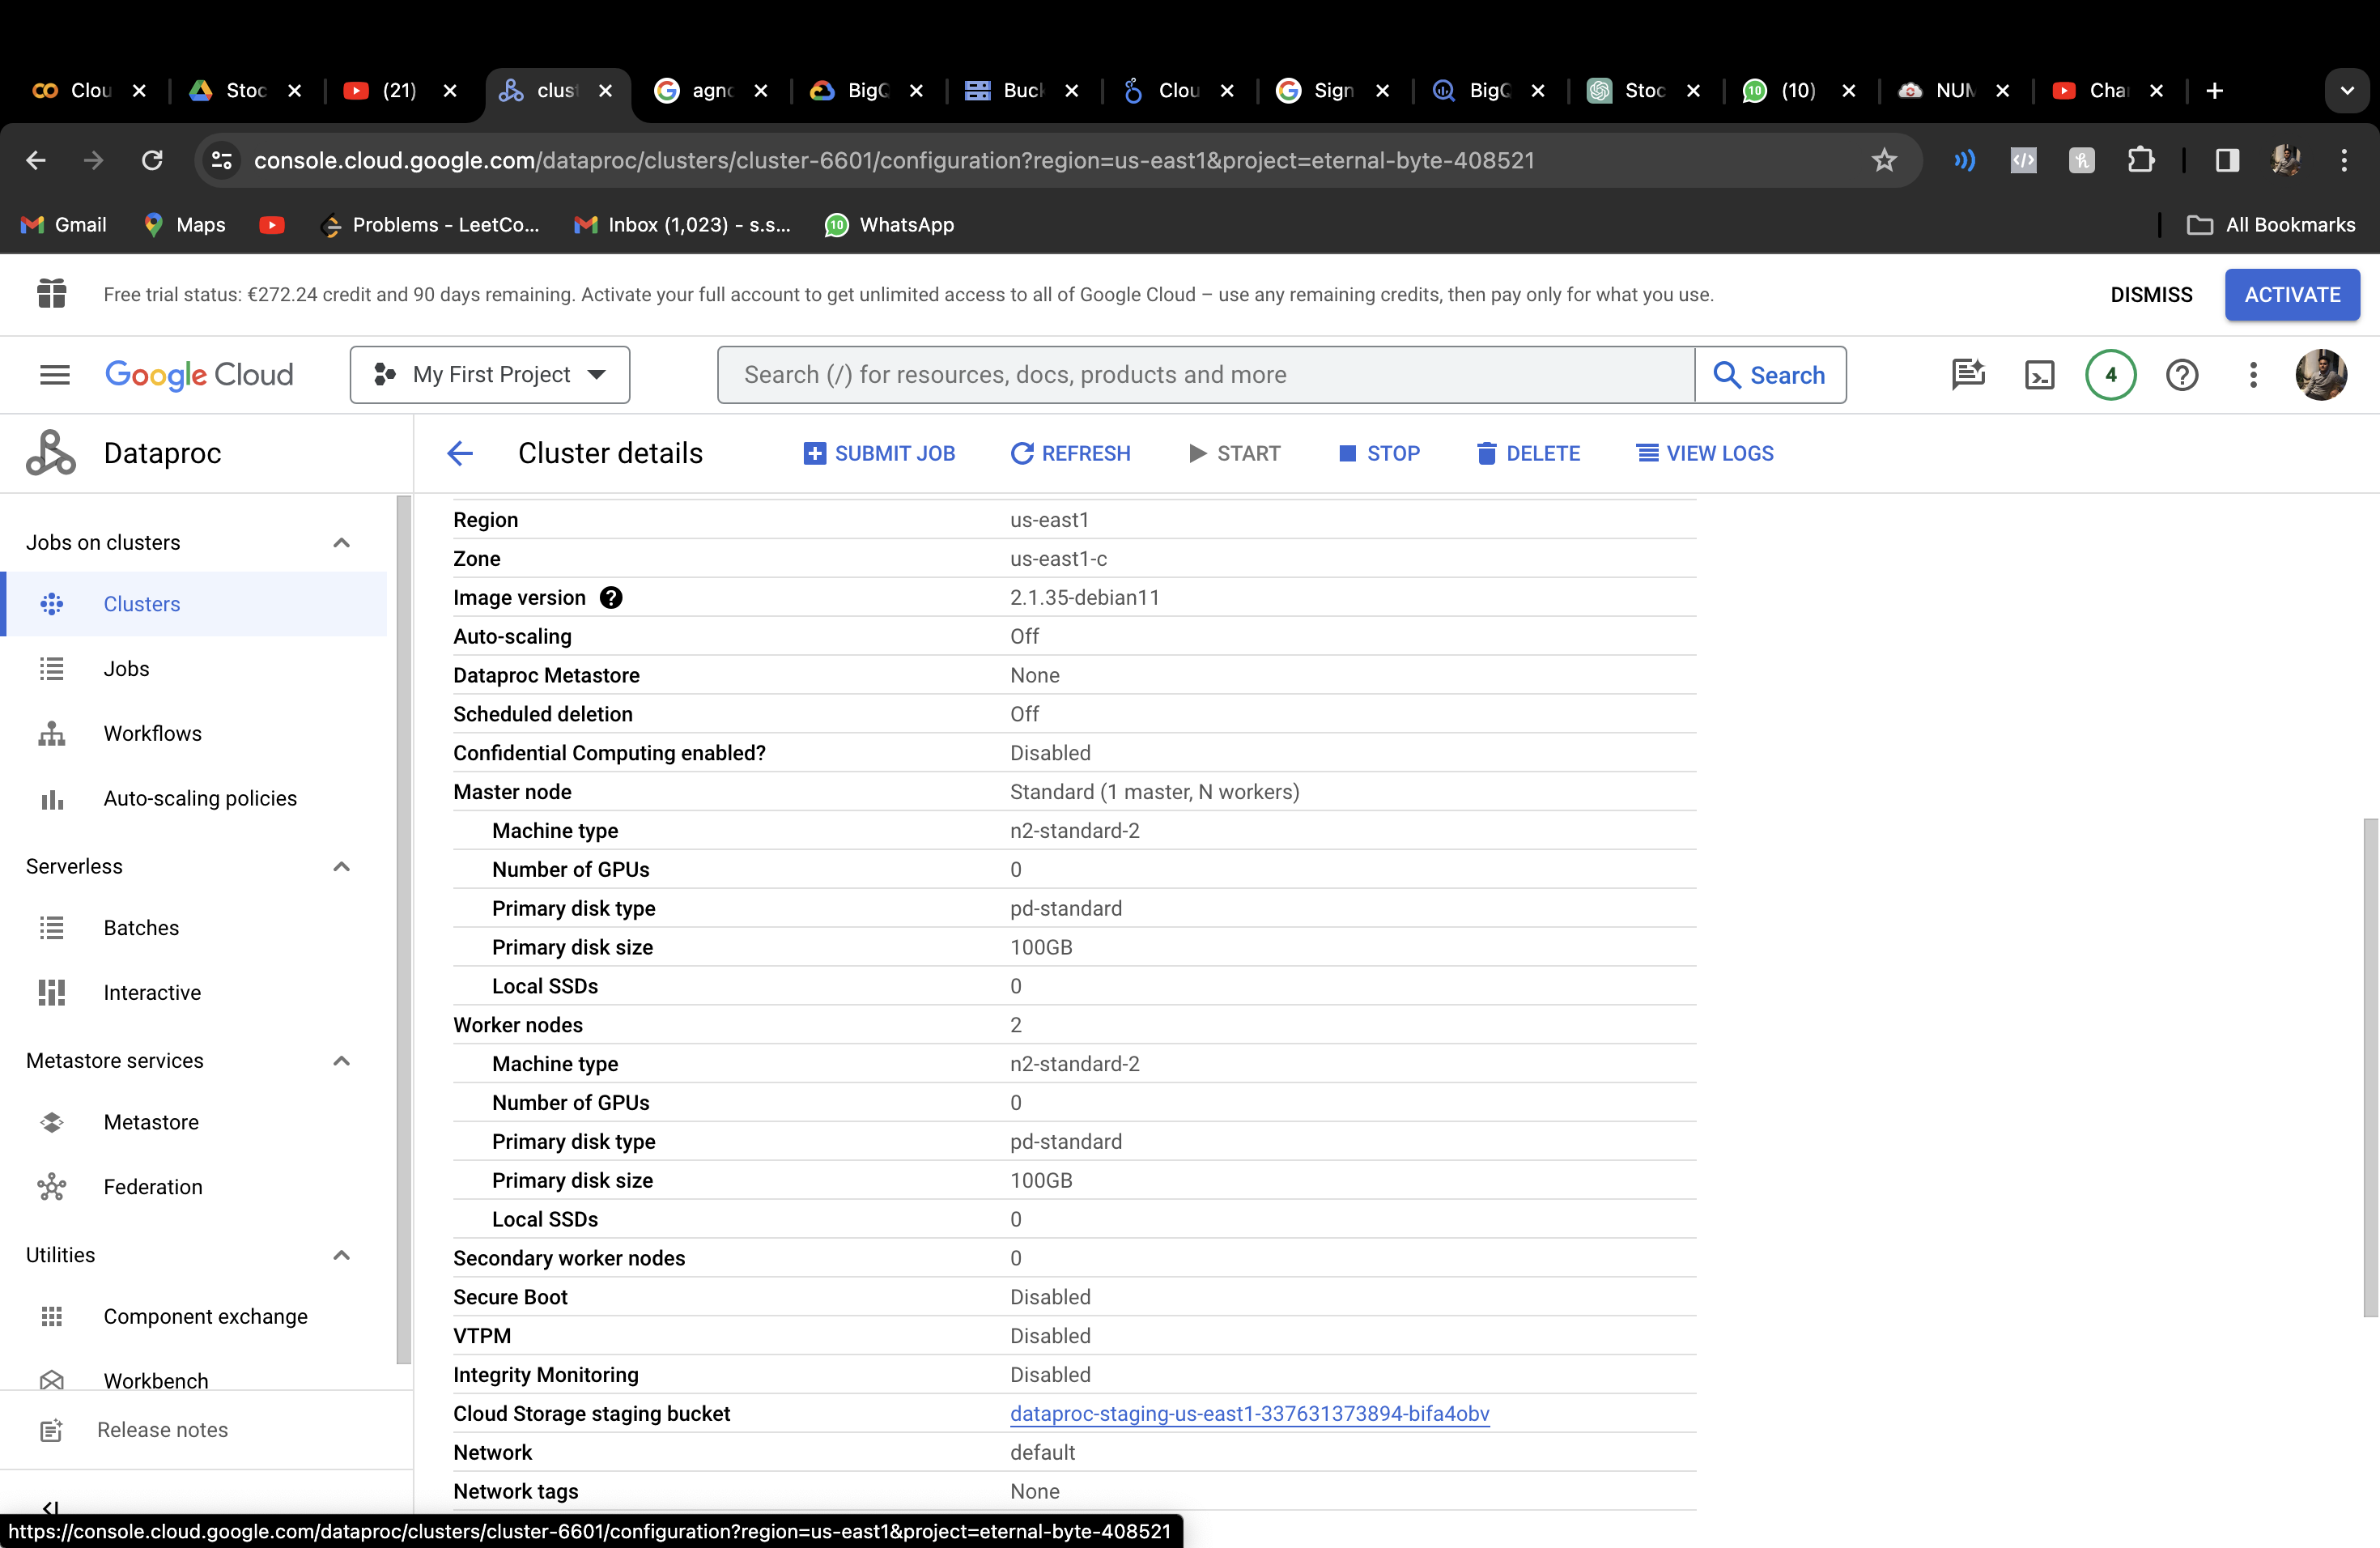 Clou Stoc (21) clust agno BigQ Buck Clou Sign BigQ Stoc 10 (10) NUM Chan
console.cloud.google.com/dataproc/clusters/cluster-6601/configuration?region=us-east1&project=eternal-byte-408521
Gmail Maps Problems - LeetCo... Inbox (1,023) - s.s... 10 WhatsApp All Bookmarks
Free trial status: €272.24 credit and 90 days remaining. Activate your full account to get unlimited access to all of Google Cloud – use any remaining credits, then pay only for what you use. DISMISS ACTIVATE
Google Cloud My First Project Search (/) for resources, docs, products and more Search 4
Dataproc
Jobs on clusters
Clusters
Jobs
Workflows
Auto-scaling policies
Serverless
Batches
Interactive
Metastore services
Metastore
Federation
Utilities
Component exchange
Workbench
Release notes
Cluster details SUBMIT JOB REFRESH START STOP DELETE VIEW LOGS
Region us-east1
Zone us-east1-c
Image version 2.1.35-debian11
Auto-scaling Off
Dataproc Metastore None
Scheduled deletion Off
Confidential Computing enabled? Disabled
Master node Standard (1 master, N workers)
Machine type n2-standard-2
Number of GPUs 0
Primary disk type pd-standard
Primary disk size 100GB
Local SSDs 0
Worker nodes 2
Machine type n2-standard-2
Number of GPUs 0
Primary disk type pd-standard
Primary disk size 100GB
Local SSDs 0
Secondary worker nodes 0
Secure Boot Disabled
VTPM Disabled
Integrity Monitoring Disabled
Cloud Storage staging bucket dataproc-staging-us-east1-337631373894-bifa4obv
Network default
Network tags None
https://console.cloud.google.com/dataproc/clusters/cluster-6601/configuration?region=us-east1&project=eternal-byte-408521